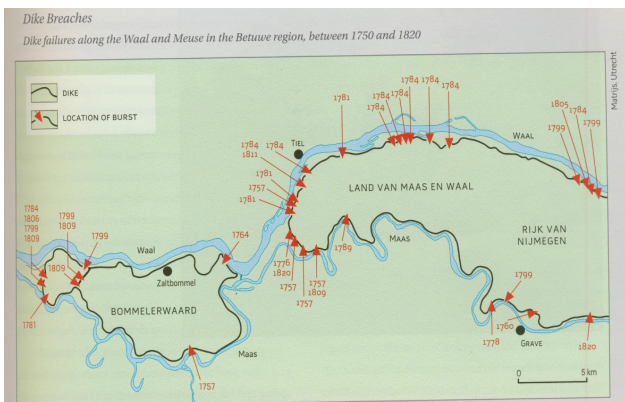 Dike Breaches
Dike failures along the Waal and Meuse in the Betuwe region, between 1750 and 1820
DIKE
LOCATION OF BURST
Matrijs, Utrecht
1784
1784
1784
1784
1784
1784
1781
1805
1784
1799
1799
WAAL
TIEL
1784
1784
1811
1781
1757
1781
LAND VAN MAAS EN WAAL
RIJK VAN
NIJMEGEN
MAAS
1789
1784
1806
1799
1809
1799
1809
1799
Waal
1764
1776
1820
1757
1757
1809
1757
1809
Zaltbommel
BOMMELERWAARD
1781
Maas
1757
1799
1760
1778
GRAVE
1820
0
5 km